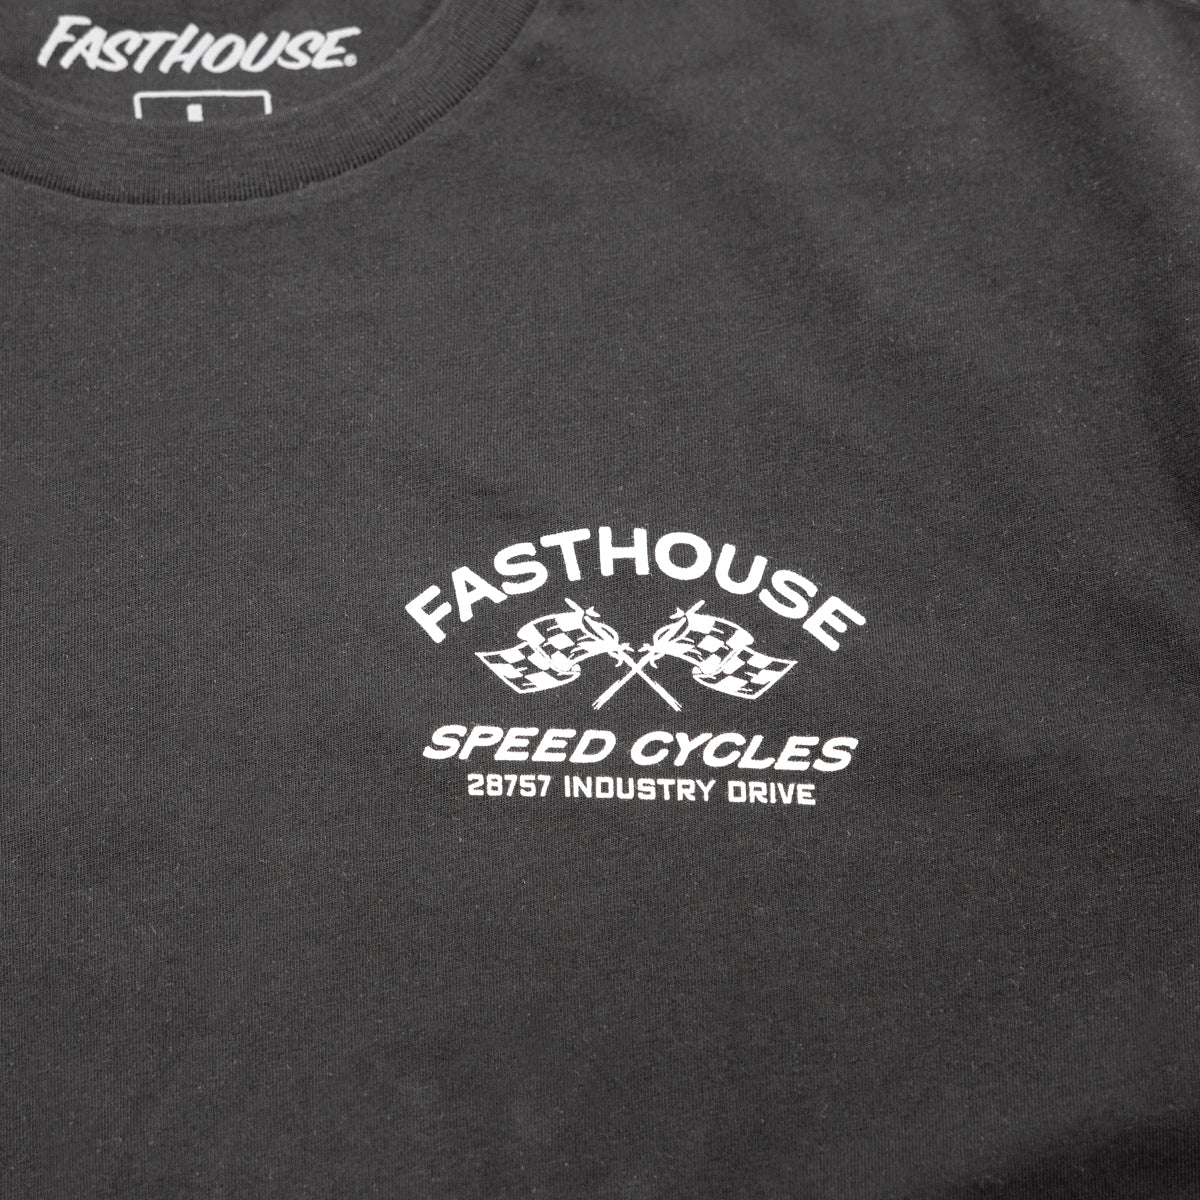 FASTHOUSE.
FASTHOUSE
SPEED CYCLES
28757 INDUSTRY DRIVE